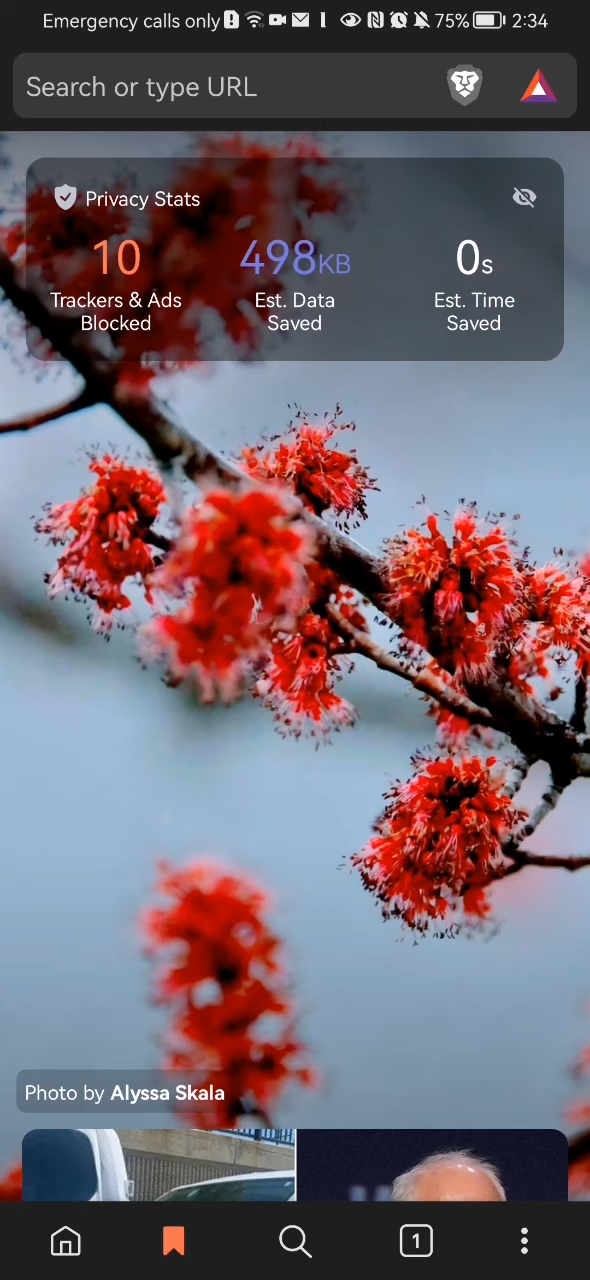 Emergency calls only 75% 2:34
Search or type URL
Privacy Stats
10 498KB 0s
Trackers & Ads Est. Data Est. Time
Blocked Saved Saved
Photo by Alyssa Skala
1